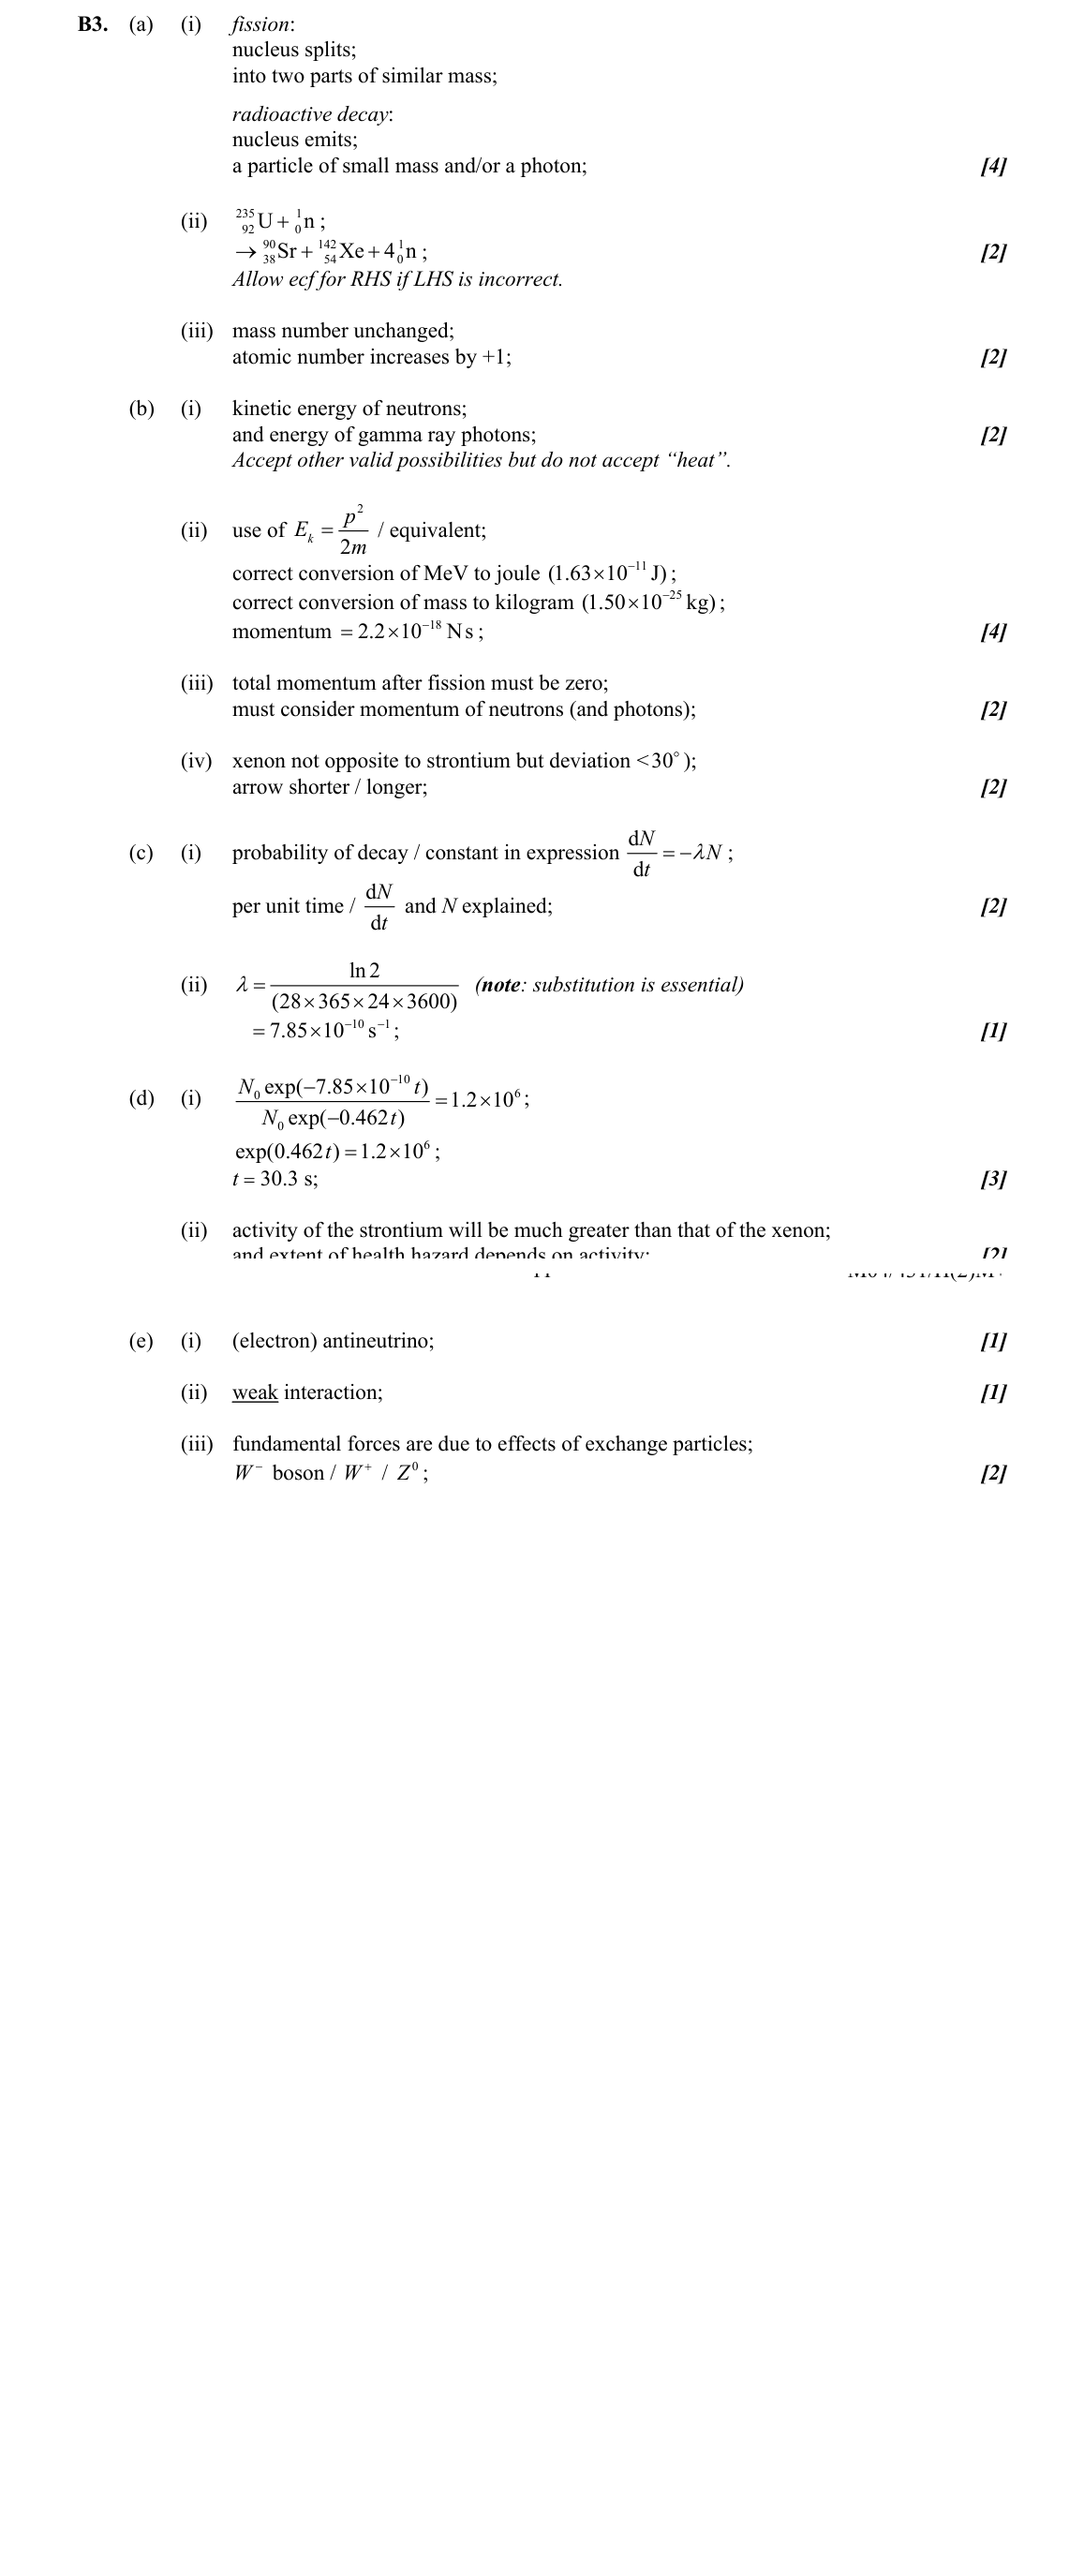 B3. (a) (i) fission:
nucleus splits;
into two parts of similar mass;
radioactive decay:
nucleus emits;
a particle of small mass and/or a photon; [4]
(ii) ²³⁵₉₂U + ¹₀n ;
→ ⁹⁰₃₈Sr + ¹⁴²₅₄Xe + 4¹₀n ; [2]
Allow ecf for RHS if LHS is incorrect.
(iii) mass number unchanged;
atomic number increases by +1; [2]
(b) (i) kinetic energy of neutrons;
and energy of gamma ray photons; [2]
Accept other valid possibilities but do not accept “heat”.
(ii) use of Eₖ = p²/2m / equivalent;
correct conversion of MeV to joule (1.63×10⁻¹¹ J) ;
correct conversion of mass to kilogram (1.50×10⁻²⁵ kg) ;
momentum = 2.2×10⁻¹⁸ N s ; [4]
(iii) total momentum after fission must be zero;
must consider momentum of neutrons (and photons); [2]
(iv) xenon not opposite to strontium but deviation <30° );
arrow shorter / longer; [2]
(c) (i) probability of decay / constant in expression dN/dt = −λN ;
per unit time / dN/dt and N explained; [2]
(ii) λ = ln 2/(28×365×24×3600) (note: substitution is essential)
= 7.85×10⁻¹⁰ s⁻¹ ; [1]
(d) (i) N₀ exp(−7.85×10⁻¹⁰ t)/N₀ exp(−0.462t) = 1.2×10⁶ ;
exp(0.462t) = 1.2×10⁶ ;
t = 30.3 s; [3]
(ii) activity of the strontium will be much greater than that of the xenon;
and extent of health hazard depends on activity; [2]
(e) (i) (electron) antineutrino; [1]
(ii) weak interaction; [1]
(iii) fundamental forces are due to effects of exchange particles;
W⁻ boson / W⁺ / Z⁰ ; [2]